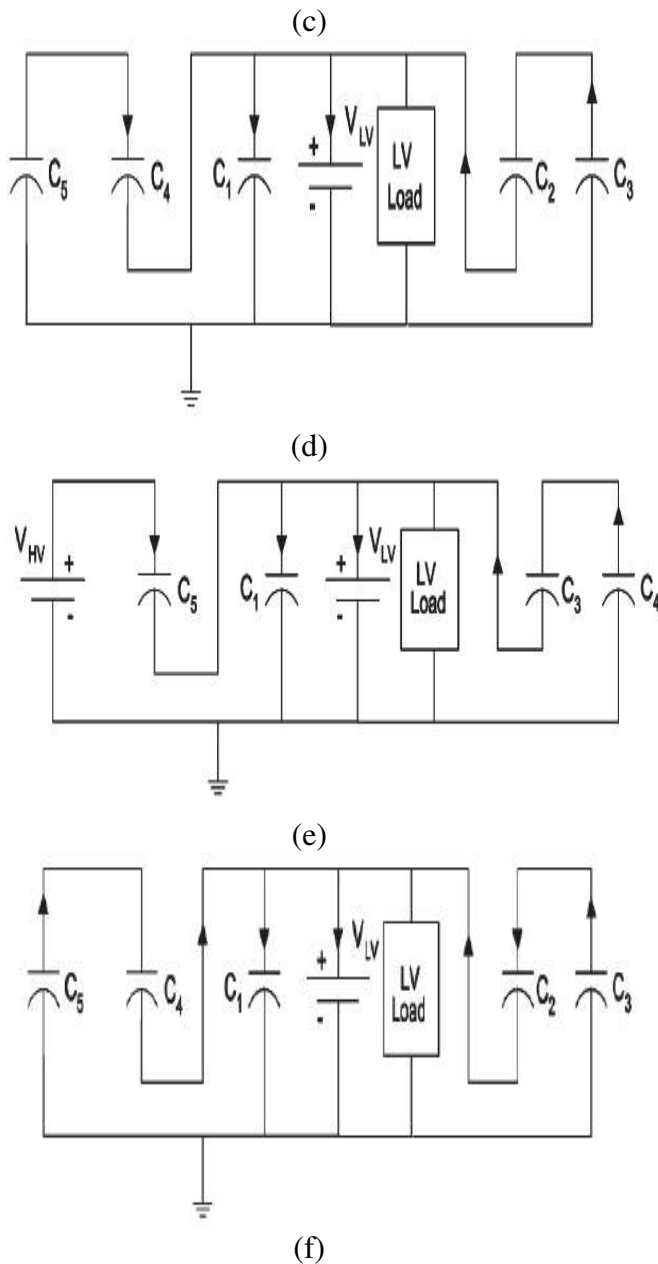 (c)
C5 C4 C1 + - VLV LV Load C2 C3
(d)
VHV + - C5 C1 + - VLV LV Load C3 C4
(e)
C5 C4 C1 + - VLV LV Load C2 C3
(f)